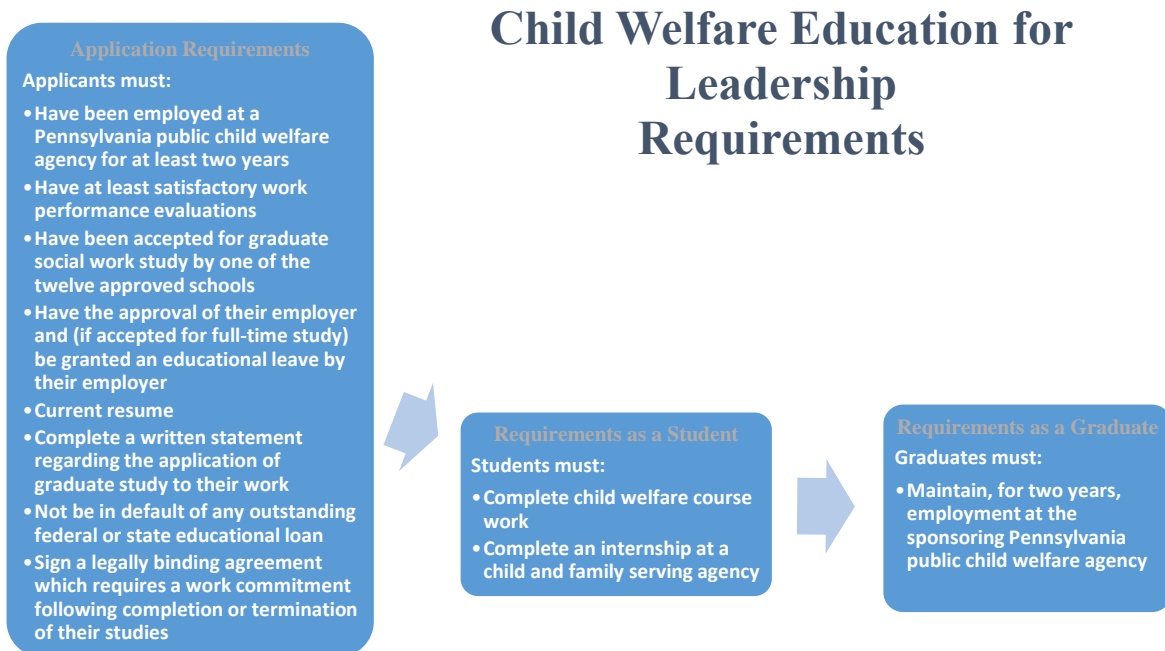 Child Welfare Education for
Leadership
Requirements
Application Requirements
Applicants must:
•Have been employed at a
Pennsylvania public child welfare
agency for at least two years
•Have at least satisfactory work
performance evaluations
•Have been accepted for graduate
social work study by one of the
twelve approved schools
•Have the approval of their employer
and (if accepted for full-time study)
be granted an educational leave by
their employer
•Current resume
•Complete a written statement
regarding the application of
graduate study to their work
•Not be in default of any outstanding
federal or state educational loan
•Sign a legally binding agreement
which requires a work commitment
following completion or termination
of their studies
Requirements as a Student
Students must:
•Complete child welfare course
work
•Complete an internship at a
child and family serving agency
Requirements as a Graduate
Graduates must:
•Maintain, for two years,
employment at the
sponsoring Pennsylvania
public child welfare agency